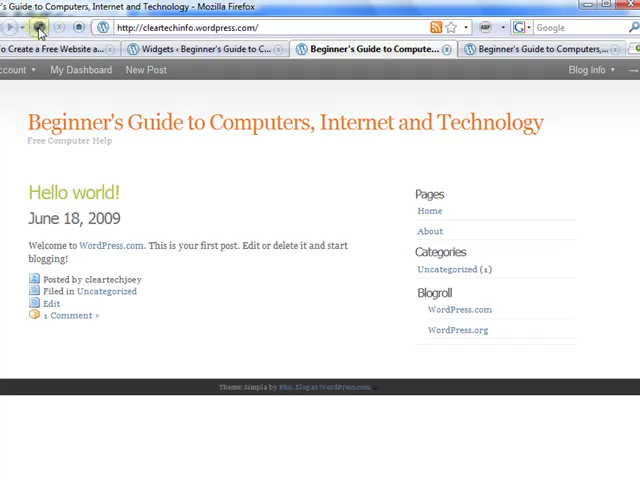 s Guide to Computers, Internet and Technology - Mozilla Firefox
http://cleartechinfo.wordpress.com/
Google
o Create a Free Website a...
Widgets ‹ Beginner's Guide to C...
Beginner's Guide to Compute...
Beginner's Guide to Computers,...
ccount
My Dashboard
New Post
Blog Info
Beginner's Guide to Computers, Internet and Technology
Free Computer Help
Hello world!
June 18, 2009
Welcome to WordPress.com. This is your first post. Edit or delete it and start
blogging!
Posted by cleartechjoey
Filed in Uncategorized
Edit
1 Comment »
Pages
Home
About
Categories
Uncategorized (1)
Blogroll
WordPress.com
WordPress.org
Theme: Simpla by Phu. Blog at WordPress.com.